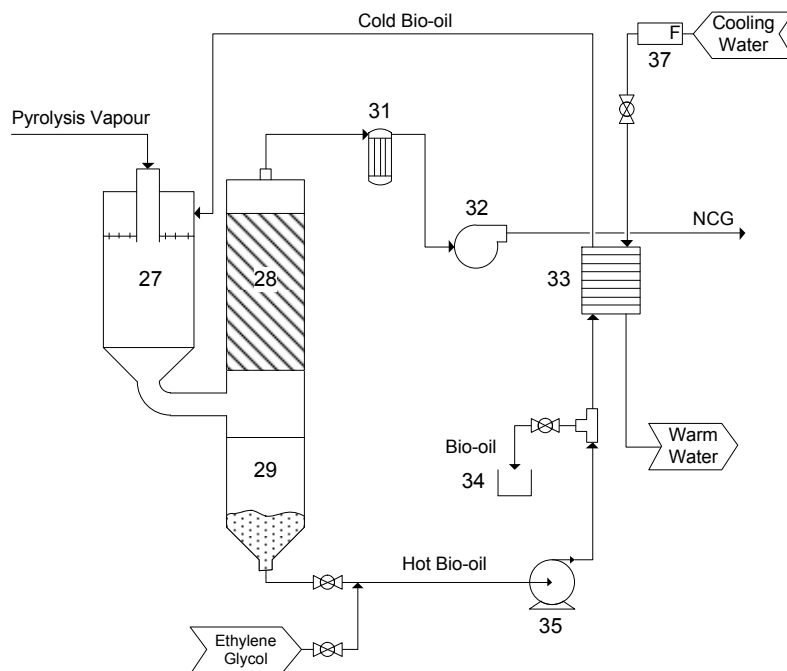 Cold Bio-oil
F
Cooling
Water
37
31
Pyrolysis Vapour
32
NCG
27
28
33
Bio-oil
34
Warm
Water
29
Hot Bio-oil
35
Ethylene
Glycol